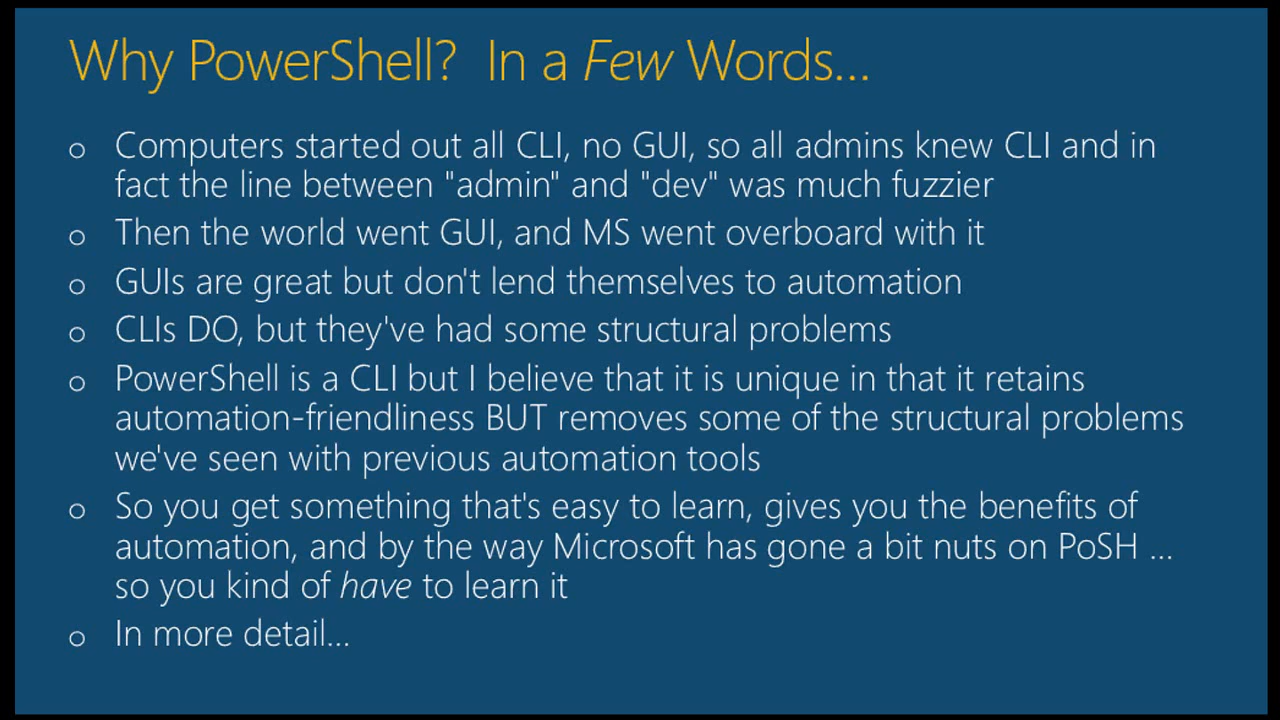 Why PowerShell? In a Few Words...
o Computers started out all CLI, no GUI, so all admins knew CLI and in
fact the line between "admin" and "dev" was much fuzzier
o Then the world went GUI, and MS went overboard with it
o GUIs are great but don't lend themselves to automation
o CLIs DO, but they've had some structural problems
o PowerShell is a CLI but I believe that it is unique in that it retains
automation-friendliness BUT removes some of the structural problems
we've seen with previous automation tools
o So you get something that's easy to learn, gives you the benefits of
automation, and by the way Microsoft has gone a bit nuts on PoSH ...
so you kind of have to learn it
o In more detail...